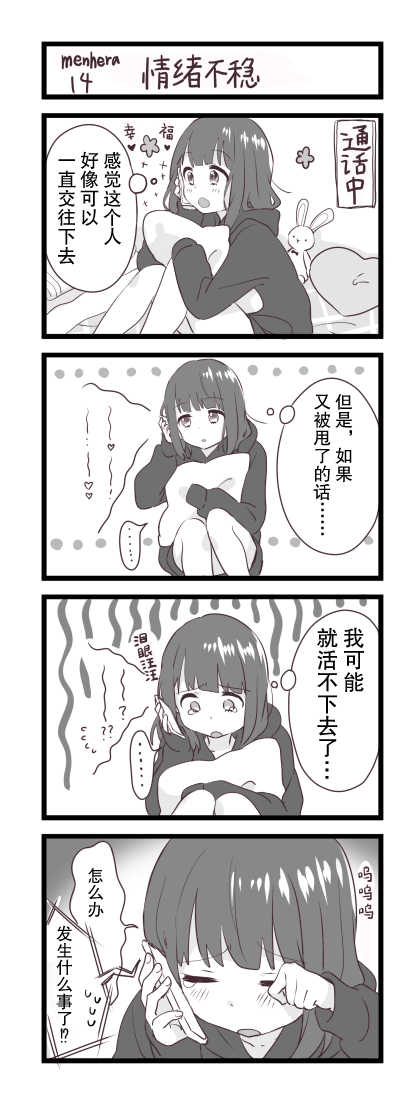 menhera
14
情绪不稳
通话中
幸福
感觉这个人
好像可以
一直交往下去
但是，如果
又被甩了的话……
……
我可能
就活不下去了…
泪眼汪汪
??
??
……
呜呜呜
怎么办
发生什么事了!?